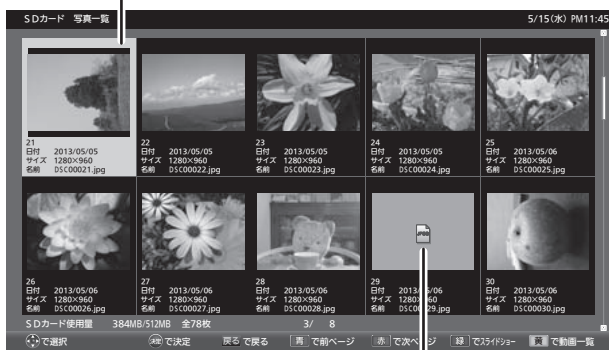 SDカード 写真一覧 5/15(水) PM11:45
21
日付 2013/05/05
サイズ 1280×960
名前 DSC00021.jpg
22
日付 2013/05/05
サイズ 1280×960
名前 DSC00022.jpg
23
日付 2013/05/05
サイズ 1280×960
名前 DSC00023.jpg
24
日付 2013/05/05
サイズ 1280×960
名前 DSC00024.jpg
25
日付 2013/05/06
サイズ 1280×960
名前 DSC00025.jpg
26
日付 2013/05/06
サイズ 1280×960
名前 DSC00026.jpg
27
日付 2013/05/06
サイズ 1280×960
名前 DSC00027.jpg
28
日付 2013/05/06
サイズ 1280×960
名前 DSC00028.jpg
29
日付 2013/05/06
サイズ 1280×960
名前 DSC00029.jpg
30
日付 2013/05/06
サイズ 1280×960
名前 DSC00030.jpg
SDカード使用量 384MB/512MB 全78枚 3/ 8
で選択 決定 で決定 戻る で戻る 青 で前ページ 赤 で次ページ 緑 でスライドショー 黄 で動画一覧